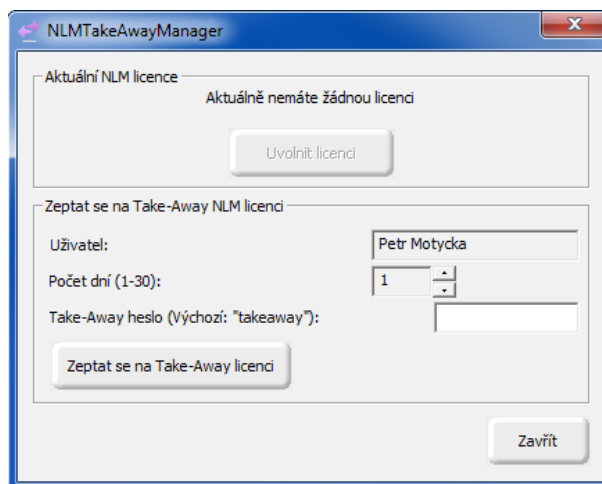 NLMTakeAwayManager
Aktuální NLM licence
Aktuálně nemáte žádnou licenci
Uvolnit licenci
Zeptat se na Take-Away NLM licenci
Uživatel:
Petr Motycka
Počet dní (1-30):
1
Take-Away heslo (Výchozí: "takeaway"):
Zeptat se na Take-Away licenci
Zavřít